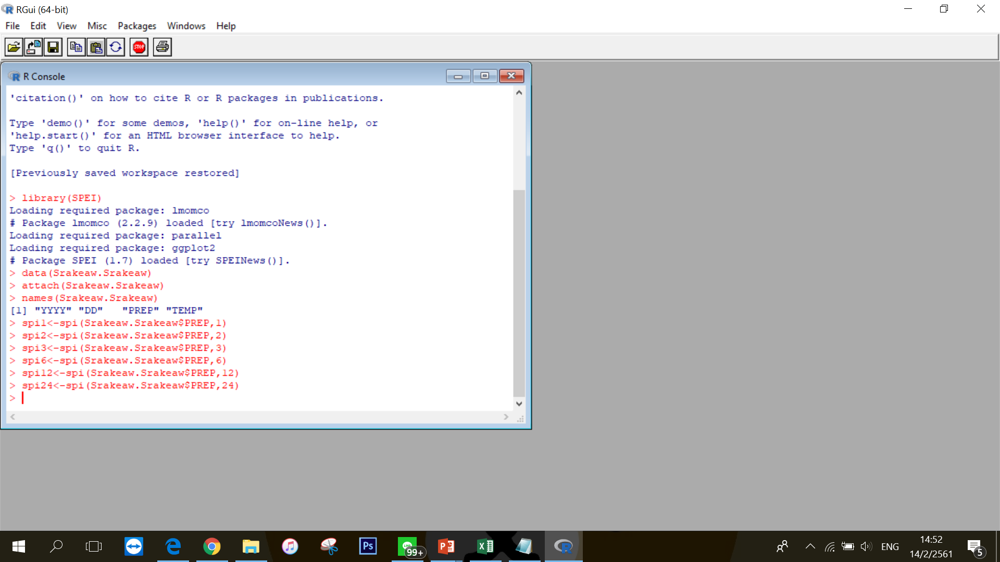 RGui (64-bit)
File Edit View Misc Packages Windows Help
STOP
R Console
'citation()' on how to cite R or R packages in publications.
Type 'demo()' for some demos, 'help()' for on-line help, or
'help.start()' for an HTML browser interface to help.
Type 'q()' to quit R.
[Previously saved workspace restored]
> library(SPEI)
Loading required package: lmomco
# Package lmomco (2.2.9) loaded [try lmomcoNews()].
Loading required package: parallel
Loading required package: ggplot2
# Package SPEI (1.7) loaded [try SPEINews()].
> data(Srakeaw.Srakeaw)
> attach(Srakeaw.Srakeaw)
> names(Srakeaw.Srakeaw)
[1] "YYYY" "DD"   "PREP" "TEMP"
> spi1<-spi(Srakeaw.Srakeaw$PREP,1)
> spi2<-spi(Srakeaw.Srakeaw$PREP,2)
> spi3<-spi(Srakeaw.Srakeaw$PREP,3)
> spi6<-spi(Srakeaw.Srakeaw$PREP,6)
> spi12<-spi(Srakeaw.Srakeaw$PREP,12)
> spi24<-spi(Srakeaw.Srakeaw$PREP,24)
>
Ps
99+
ENG
14:52
14/2/2561
5